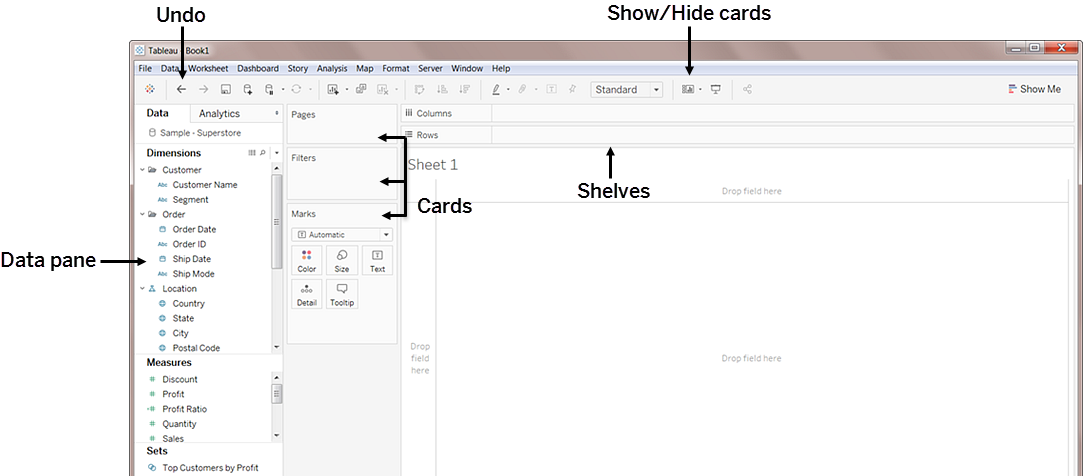 Undo
Show/Hide cards
Tableau - Book1
File Data Worksheet Dashboard Story Analysis Map Format Server Window Help
Standard
Show Me
Data Analytics
Sample - Superstore
Dimensions
Customer
Abc Customer Name
Abc Segment
Order
Order Date
Abc Order ID
Ship Date
Abc Ship Mode
Location
Country
State
City
Postal Code
Measures
# Discount
# Profit
# Profit Ratio
# Quantity
# Sales
Sets
Top Customers by Profit
Data pane
Pages
Filters
Marks
Automatic
Color Size Text
Detail Tooltip
Cards
Columns
Rows
Shelves
Sheet 1
Drop field here
Drop
field
here
Drop field here